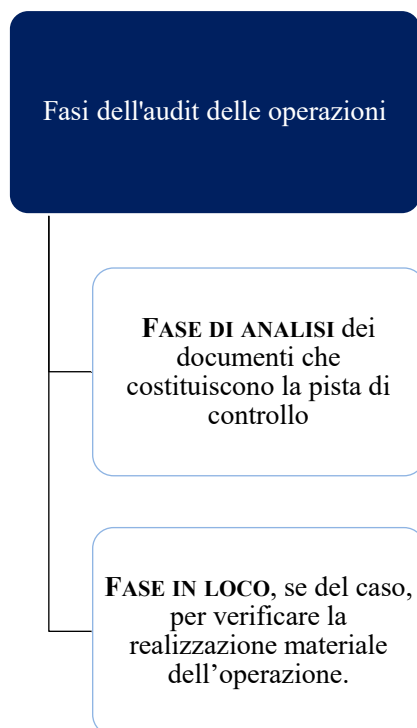 Fasi dell'audit delle operazioni
FASE DI ANALISI dei
documenti che
costituiscono la pista di
controllo
FASE IN LOCO, se del caso,
per verificare la
realizzazione materiale
dell’operazione.